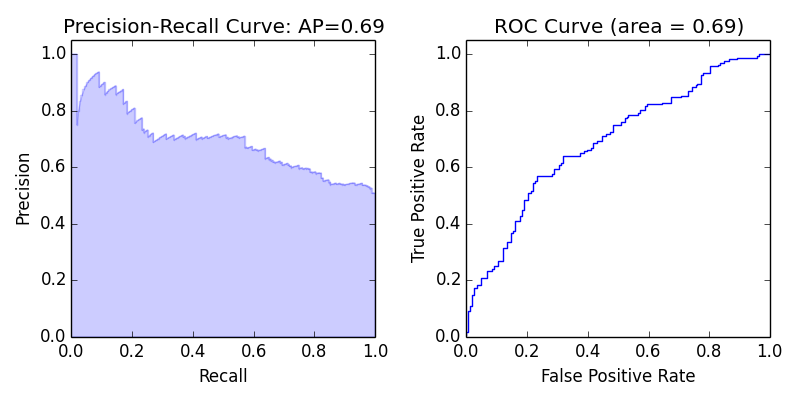 Precision-Recall Curve: AP=0.69
1.0
0.8
0.6
0.4
0.2
0.0
Precision
0.0 0.2 0.4 0.6 0.8 1.0
Recall
ROC Curve (area = 0.69)
1.0
0.8
0.6
0.4
0.2
0.0
True Positive Rate
0.0 0.2 0.4 0.6 0.8 1.0
False Positive Rate